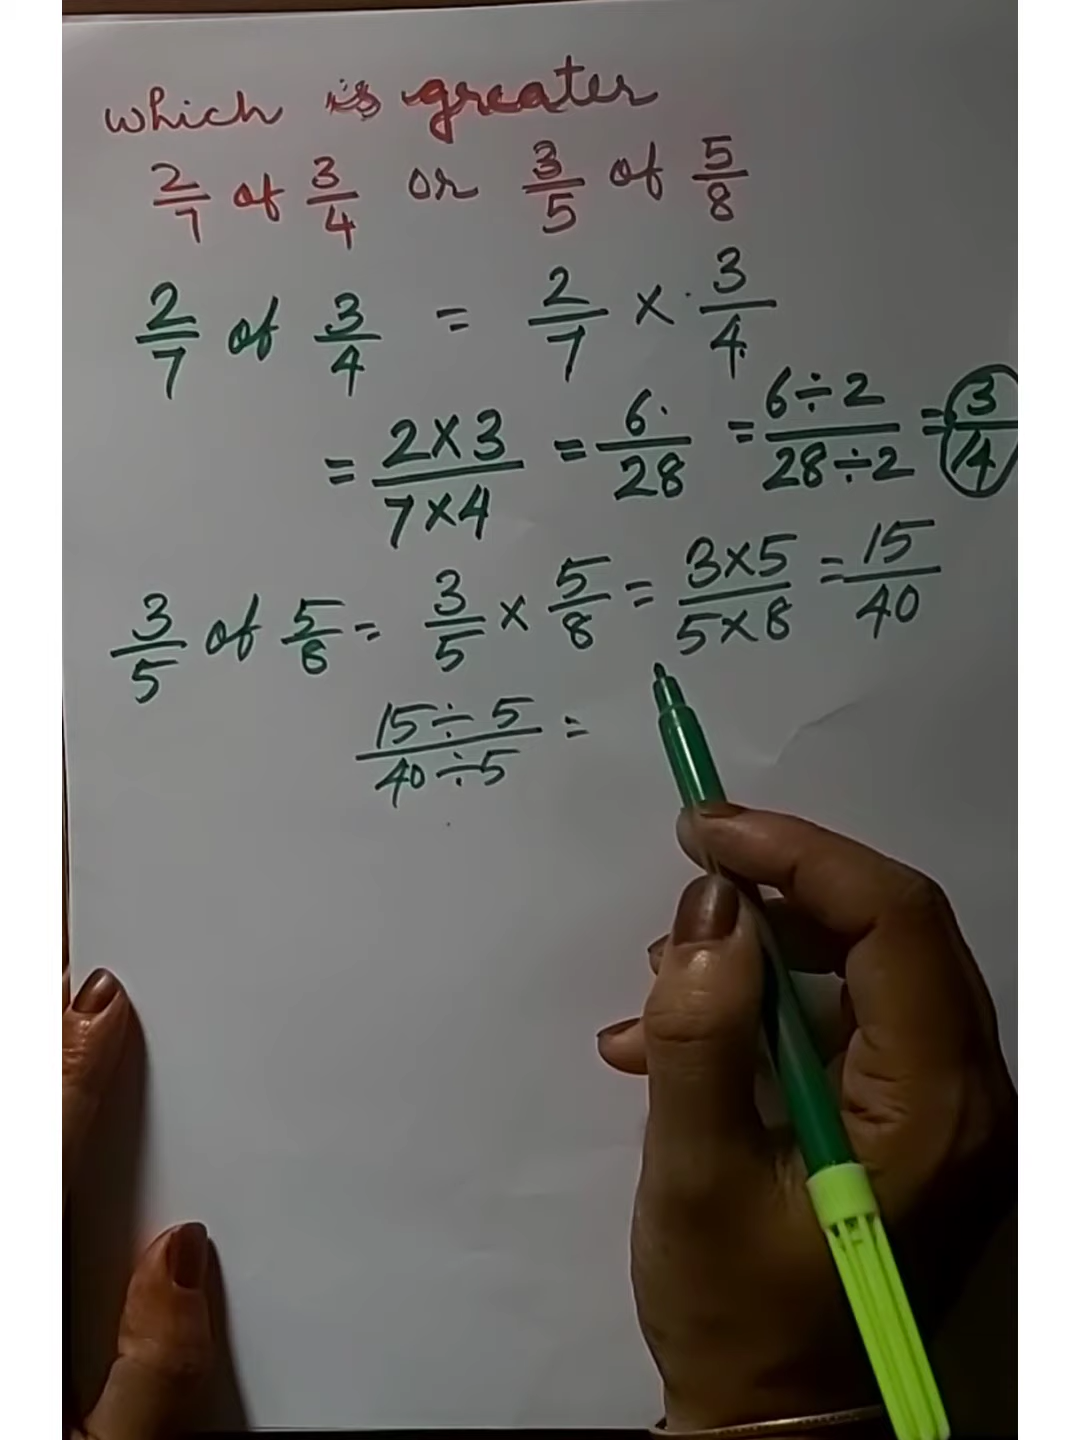 which is greater
2/7 of 3/4 or 3/5 of 5/8
2/7 of 3/4 = 2/7 × 3/4
= 2×3/7×4 = 6/28 = 6÷2/28÷2 = 3/14
3/5 of 5/8 = 3/5 × 5/8 = 3×5/5×8 = 15/40
15÷5/40÷5 =